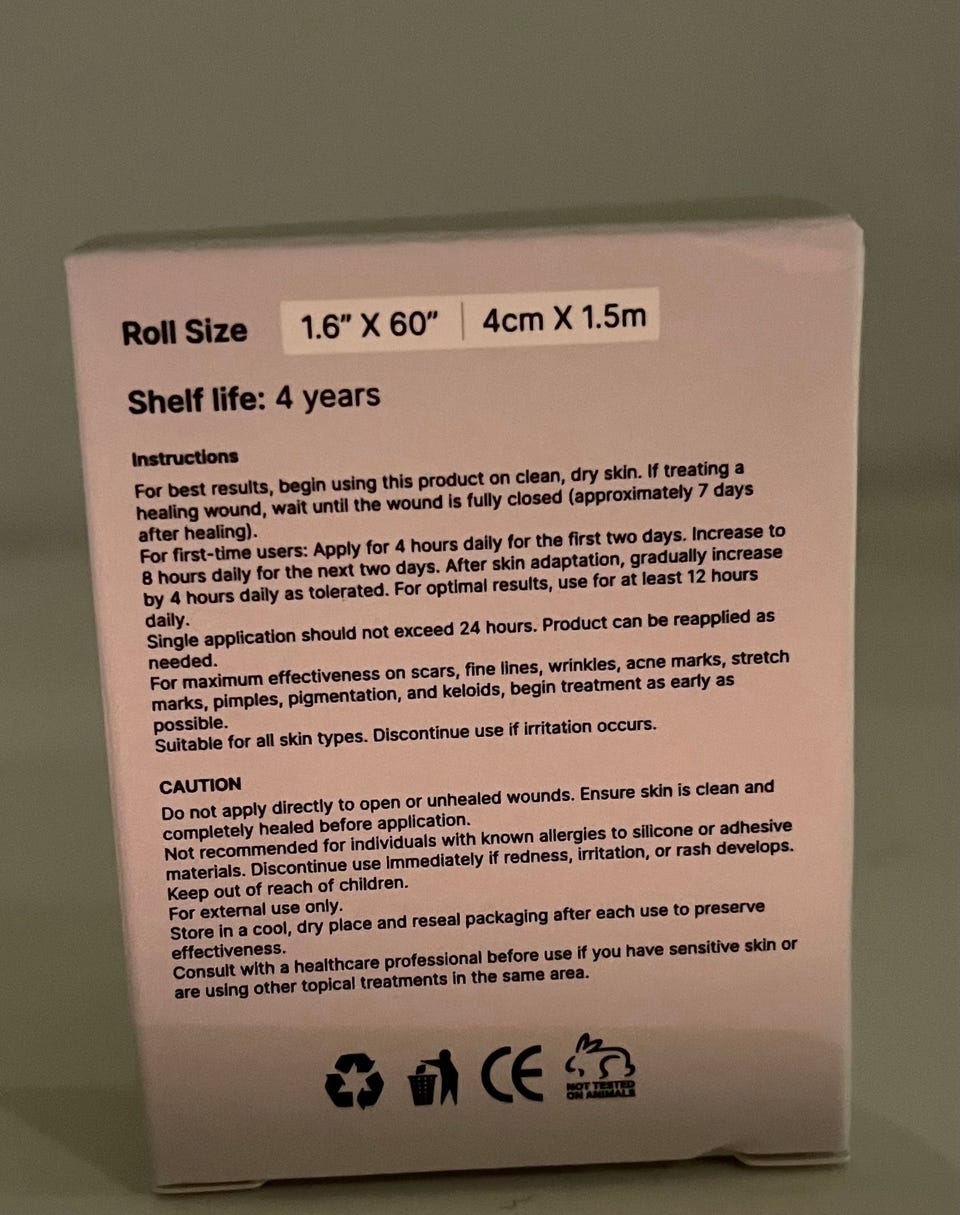 Roll Size 1.6” X 60” 4cm X 1.5m
Shelf life: 4 years
Instructions
For best results, begin using this product on clean, dry skin. If treating a
healing wound, wait until the wound is fully closed (approximately 7 days
after healing).
For first-time users: Apply for 4 hours daily for the first two days. Increase to
8 hours daily for the next two days. After skin adaptation, gradually increase
by 4 hours daily as tolerated. For optimal results, use for at least 12 hours
daily.
Single application should not exceed 24 hours. Product can be reapplied as
needed.
For maximum effectiveness on scars, fine lines, wrinkles, acne marks, stretch
marks, pimples, pigmentation, and keloids, begin treatment as early as
possible.
Suitable for all skin types. Discontinue use if irritation occurs.
CAUTION
Do not apply directly to open or unhealed wounds. Ensure skin is clean and
completely healed before application.
Not recommended for individuals with known allergies to silicone or adhesive
materials. Discontinue use immediately if redness, irritation, or rash develops.
Keep out of reach of children.
For external use only.
Store in a cool, dry place and reseal packaging after each use to preserve
effectiveness.
Consult with a healthcare professional before use if you have sensitive skin or
are using other topical treatments in the same area.
CE
NOT TESTED
ON ANIMALS